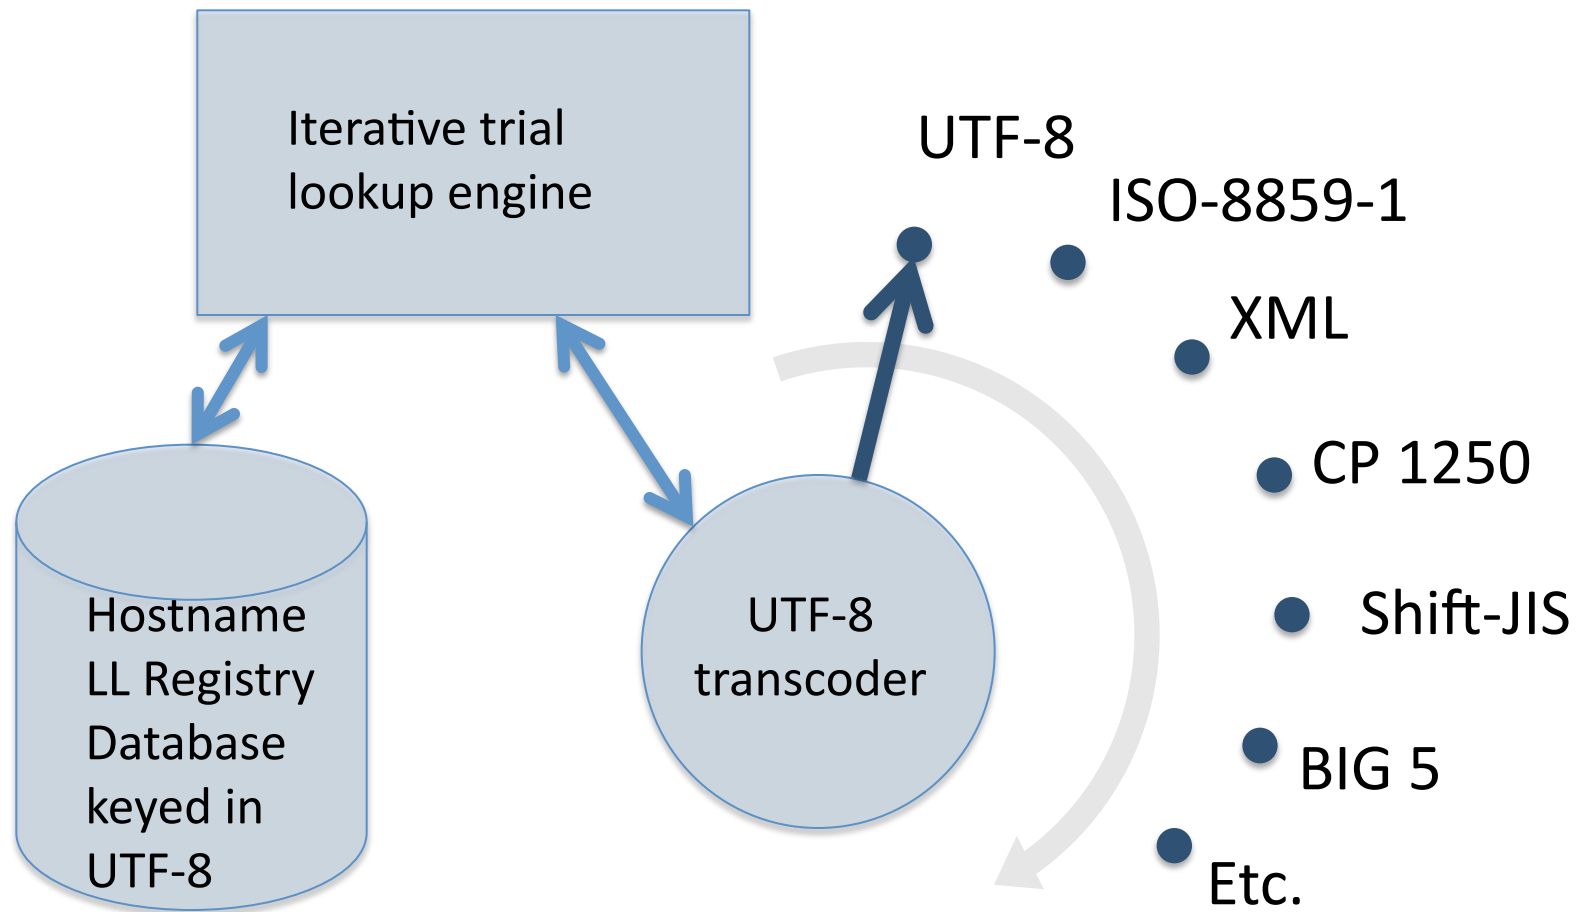 Iterative trial
lookup engine
UTF-8
ISO-8859-1
XML
CP 1250
Shift-JIS
BIG 5
Etc.
UTF-8
transcoder
Hostname
LL Registry
Database
keyed in
UTF-8